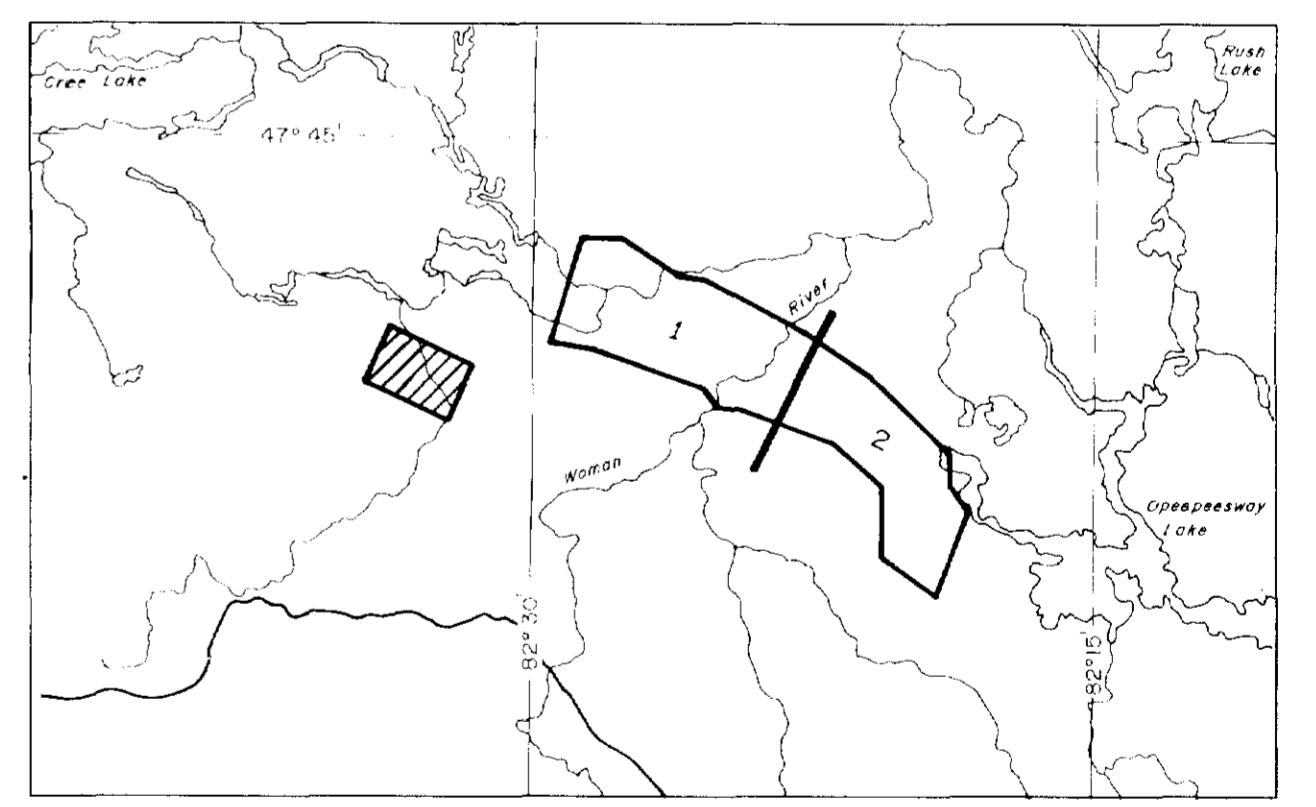 Cree Lake
Rush
Lake
47° 45'
River
1
2
Woman
Opeepeesway
Lake
82° 30'
82° 15'